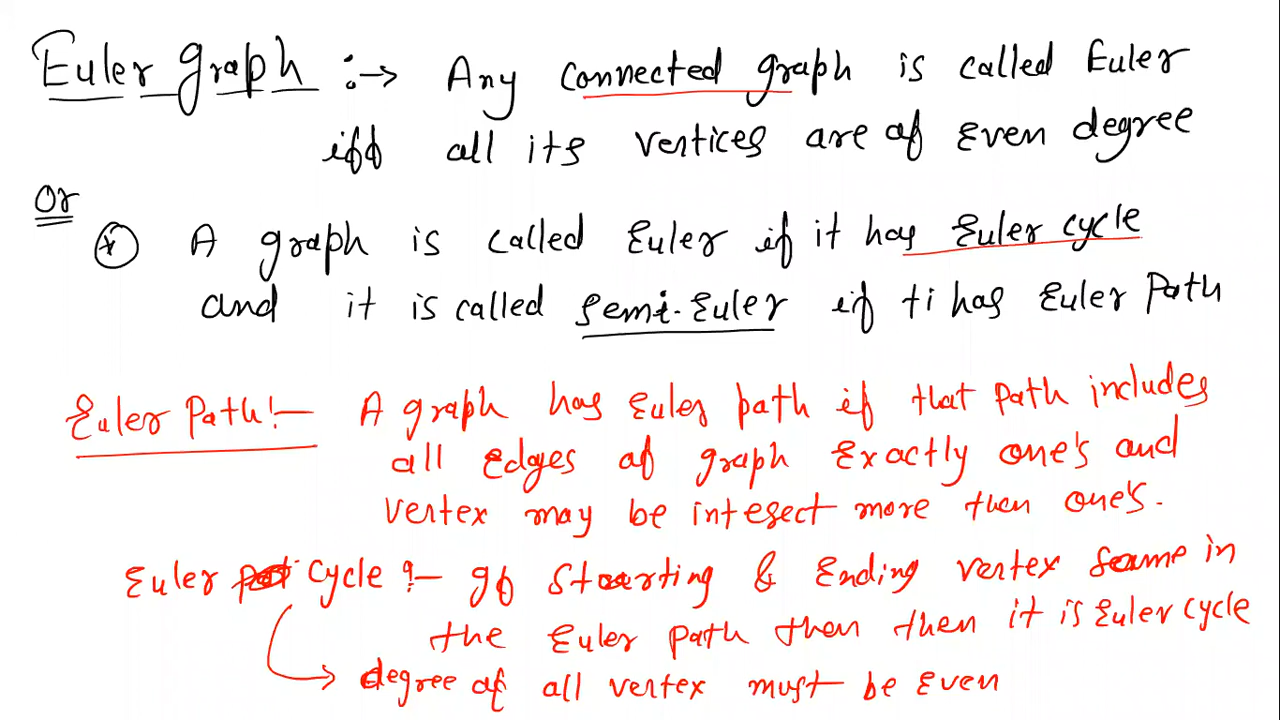 Euler graph :→ Any connected graph is called Euler
iff all its vertices are of Even degree
Or
* A graph is called Euler if it has Euler cycle
and it is called semi-Euler if ti has Euler Path
Euler Path!— A graph has Euler path if that path includes
all edges of graph Exactly one's and
vertex may be intesect more then one's.
Euler cycle :— If starting & Ending vertex same in
the Euler path then then it is Euler cycle
→ degree of all vertex must be Even